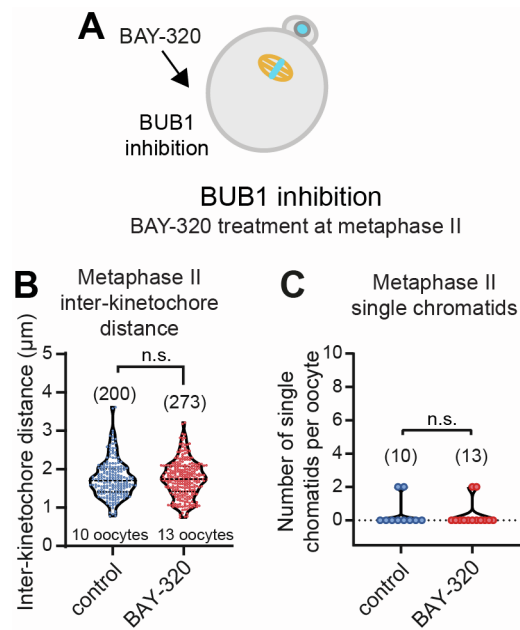 A
BAY-320
BUB1
inhibition
BUB1 inhibition
BAY-320 treatment at metaphase II
B
Metaphase II
inter-kinetochore
distance
Inter-kinetochore distance (µm)
5
4
3
2
1
0
n.s.
(200)
(273)
10 oocytes
13 oocytes
control
BAY-320
C
Metaphase II
single chromatids
Number of single
chomatids per oocyte
10
8
6
4
2
0
n.s.
(10)
(13)
control
BAY-320